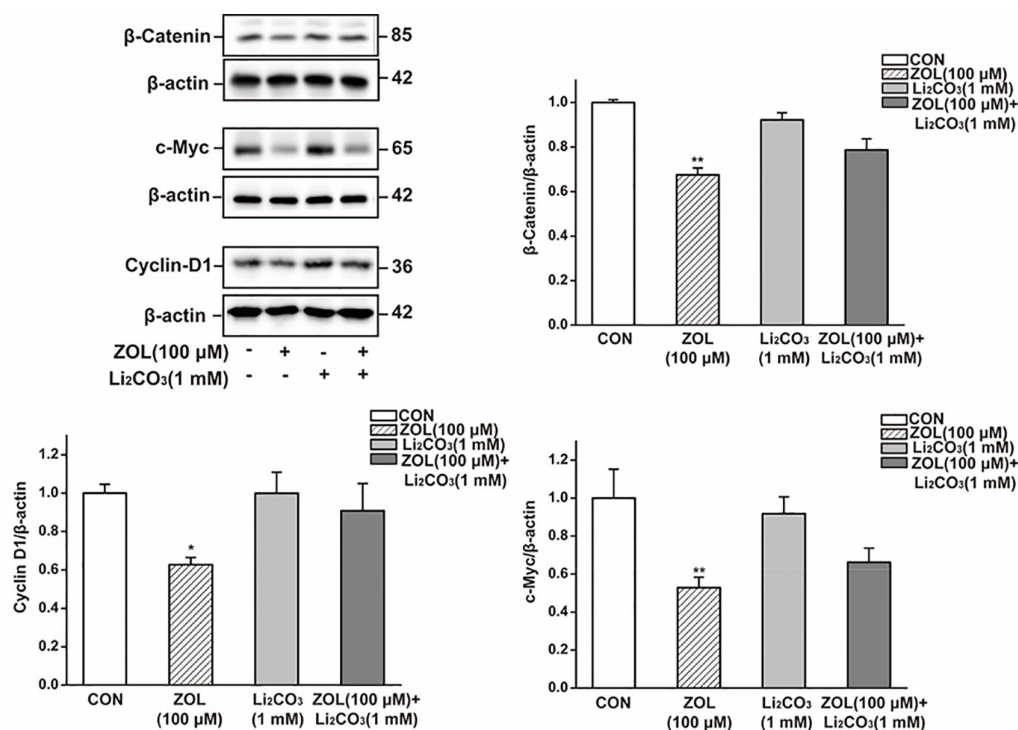 β-Catenin
85
β-actin
42
c-Myc
65
β-actin
42
Cyclin-D1
36
β-actin
42
ZOL(100 μM) - + - +
Li₂CO₃(1 mM) - - + +
CON
ZOL(100 μM)
Li₂CO₃(1 mM)
ZOL(100 μM)+
Li₂CO₃(1 mM)
β-Catenin/β-actin
1.0
0.8
0.6
0.4
0.2
0.0
**
CON
ZOL
(100 μM)
Li₂CO₃
(1 mM)
ZOL(100 μM)+
Li₂CO₃(1 mM)
CON
ZOL(100 μM)
Li₂CO₃(1 mM)
ZOL(100 μM)+
Li₂CO₃(1 mM)
Cyclin D1/β-actin
1.2
1.0
0.8
0.6
0.4
0.2
0.0
*
CON
ZOL
(100 μM)
Li₂CO₃
(1 mM)
ZOL(100 μM)+
Li₂CO₃(1 mM)
CON
ZOL(100 μM)
Li₂CO₃(1 mM)
ZOL(100 μM)+
Li₂CO₃(1 mM)
c-Myc/β-actin
1.2
1.0
0.8
0.6
0.4
0.2
0.0
**
CON
ZOL
(100 μM)
Li₂CO₃
(1 mM)
ZOL(100 μM)+
Li₂CO₃(1 mM)